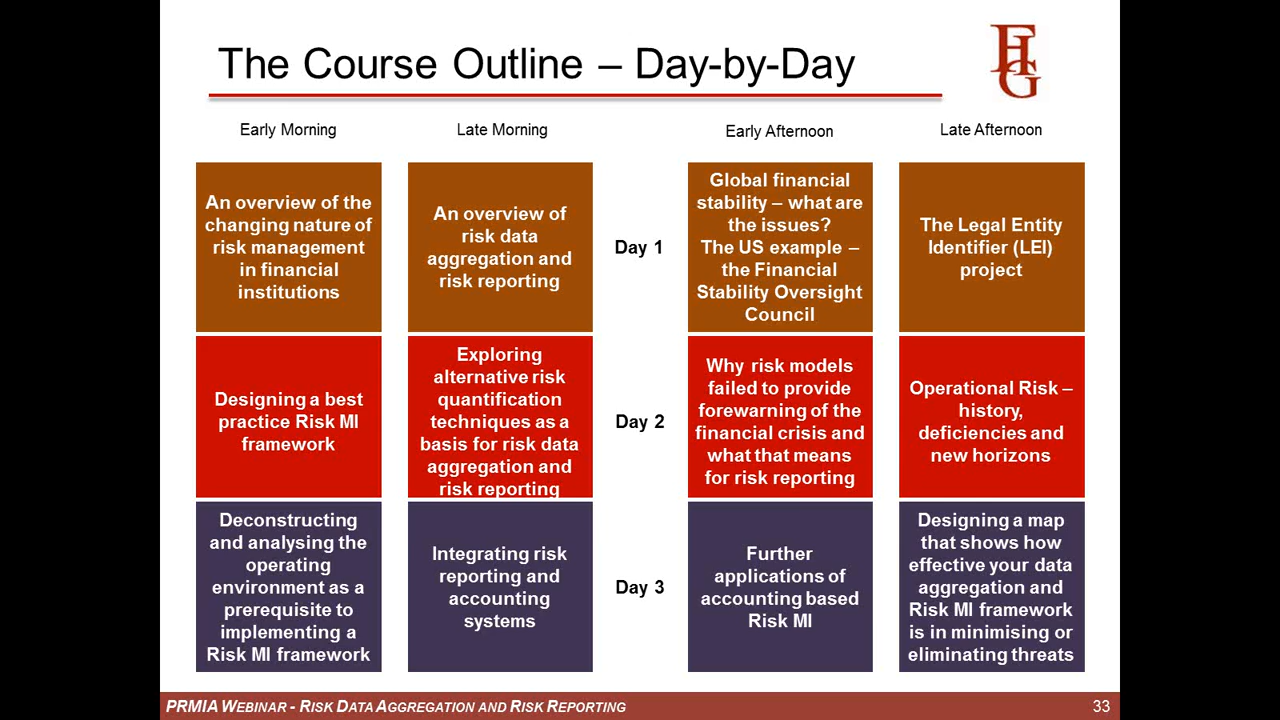 The Course Outline – Day-by-Day
FHG
Early Morning
Late Morning
Early Afternoon
Late Afternoon
An overview of the
changing nature of
risk management
in financial
institutions
An overview of
risk data
aggregation and
risk reporting
Day 1
Global financial
stability – what are
the issues?
The US example –
the Financial
Stability Oversight
Council
The Legal Entity
Identifier (LEI)
project
Designing a best
practice Risk MI
framework
Exploring
alternative risk
quantification
techniques as a
basis for risk data
aggregation and
risk reporting
Day 2
Why risk models
failed to provide
forewarning of the
financial crisis and
what that means
for risk reporting
Operational Risk –
history,
deficiencies and
new horizons
Deconstructing
and analysing the
operating
environment as a
prerequisite to
implementing a
Risk MI framework
Integrating risk
reporting and
accounting
systems
Day 3
Further
applications of
accounting based
Risk MI
Designing a map
that shows how
effective your data
aggregation and
Risk MI framework
is in minimising or
eliminating threats
PRMIA WEBINAR - RISK DATA AGGREGATION AND RISK REPORTING
33